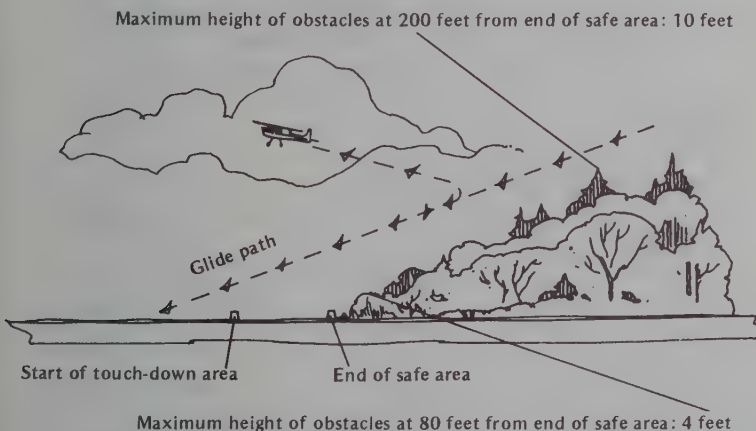 Maximum height of obstacles at 200 feet from end of safe area: 10 feet
Glide path
Start of touch-down area
End of safe area
Maximum height of obstacles at 80 feet from end of safe area: 4 feet